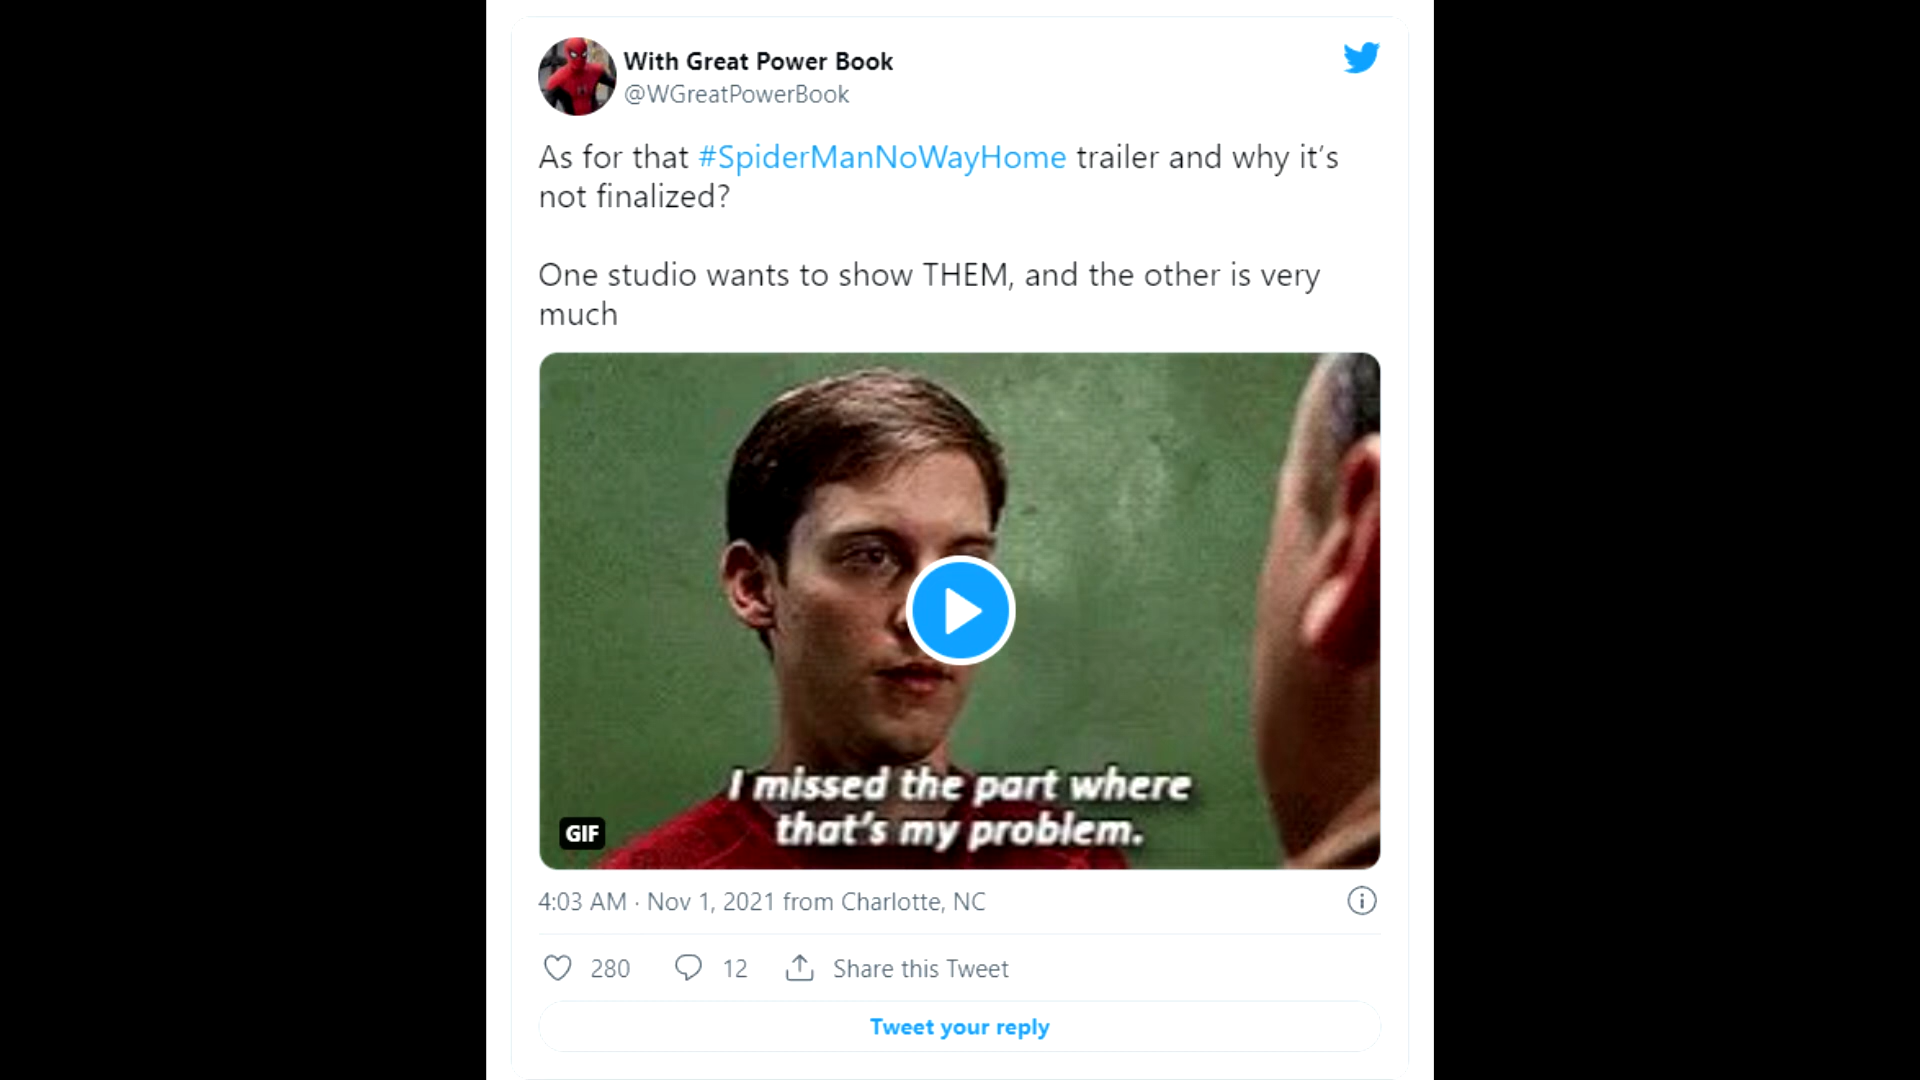 With Great Power Book
@WGreatPowerBook
As for that #SpiderManNoWayHome trailer and why it’s
not finalized?
One studio wants to show THEM, and the other is very
much
I missed the part where
that's my problem.
GIF
4:03 AM · Nov 1, 2021 from Charlotte, NC
280 12 Share this Tweet
Tweet your reply